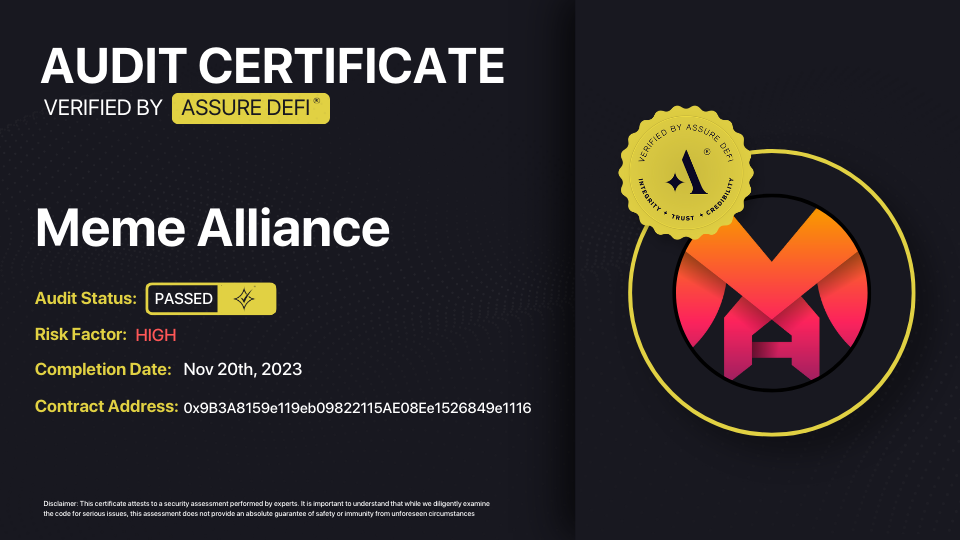 AUDIT CERTIFICATE
VERIFIED BY ASSURE DEFI ®
Meme Alliance
Audit Status: PASSED
Risk Factor: HIGH
Completion Date: Nov 20th, 2023
Contract Address: 0x9B3A8159e119eb09822115AE08Ee1526849e1116
Disclaimer: This certificate attests to a security assessment performed by experts. It is important to understand that while we diligently examine
the code for serious issues, this assessment does not provide an absolute guarantee of safety or immunity from unforeseen circumstances
VERIFIED BY ASSURE DEFI
®
INTEGRITY ✦ TRUST ✦ CREDIBILITY